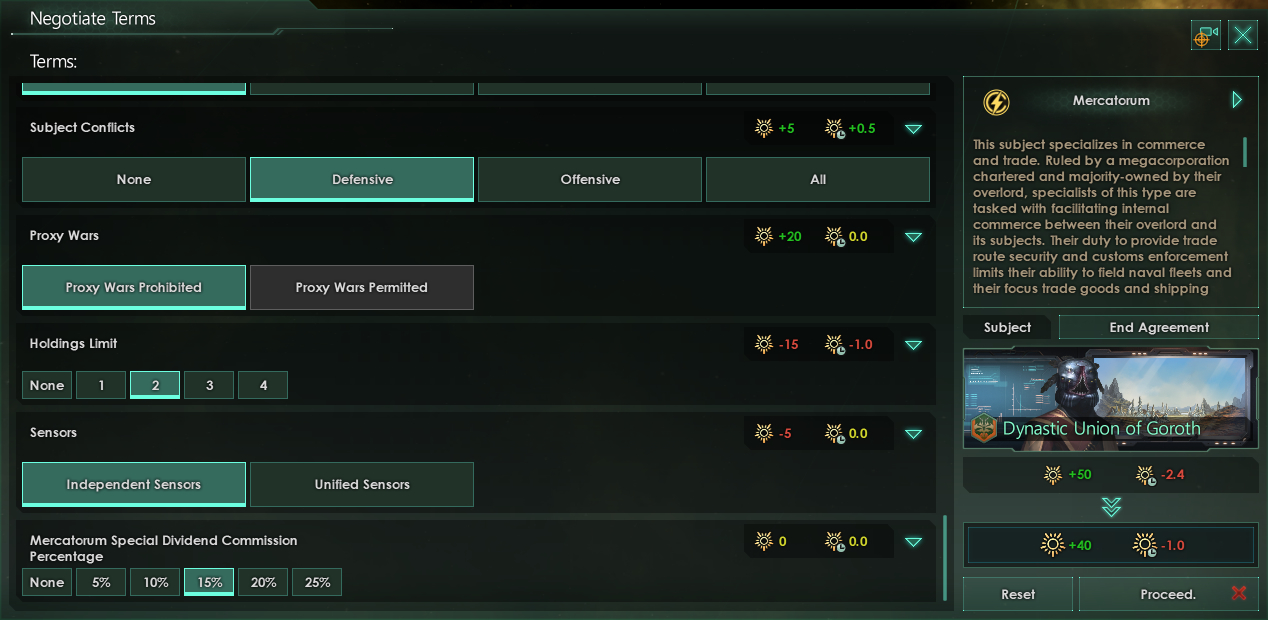 Negotiate Terms
Terms:
Subject Conflicts
+5 +0.5
None Defensive Offensive All
Proxy Wars
+20 0.0
Proxy Wars Prohibited Proxy Wars Permitted
Holdings Limit
-15 -1.0
None 1 2 3 4
Sensors
-5 0.0
Independent Sensors Unified Sensors
Mercatorum Special Dividend Commission
Percentage
0 0.0
None 5% 10% 15% 20% 25%
Mercatorum
This subject specializes in commerce
and trade. Ruled by a megacorporation
chartered and majority-owned by their
overlord, specialists of this type are
tasked with facilitating internal
commerce between their overlord and
its subjects. Their duty to provide trade
route security and customs enforcement
limits their ability to field naval fleets and
their focus trade goods and shipping
Subject End Agreement
Dynastic Union of Goroth
+50 -2.4
+40 -1.0
Reset Proceed.